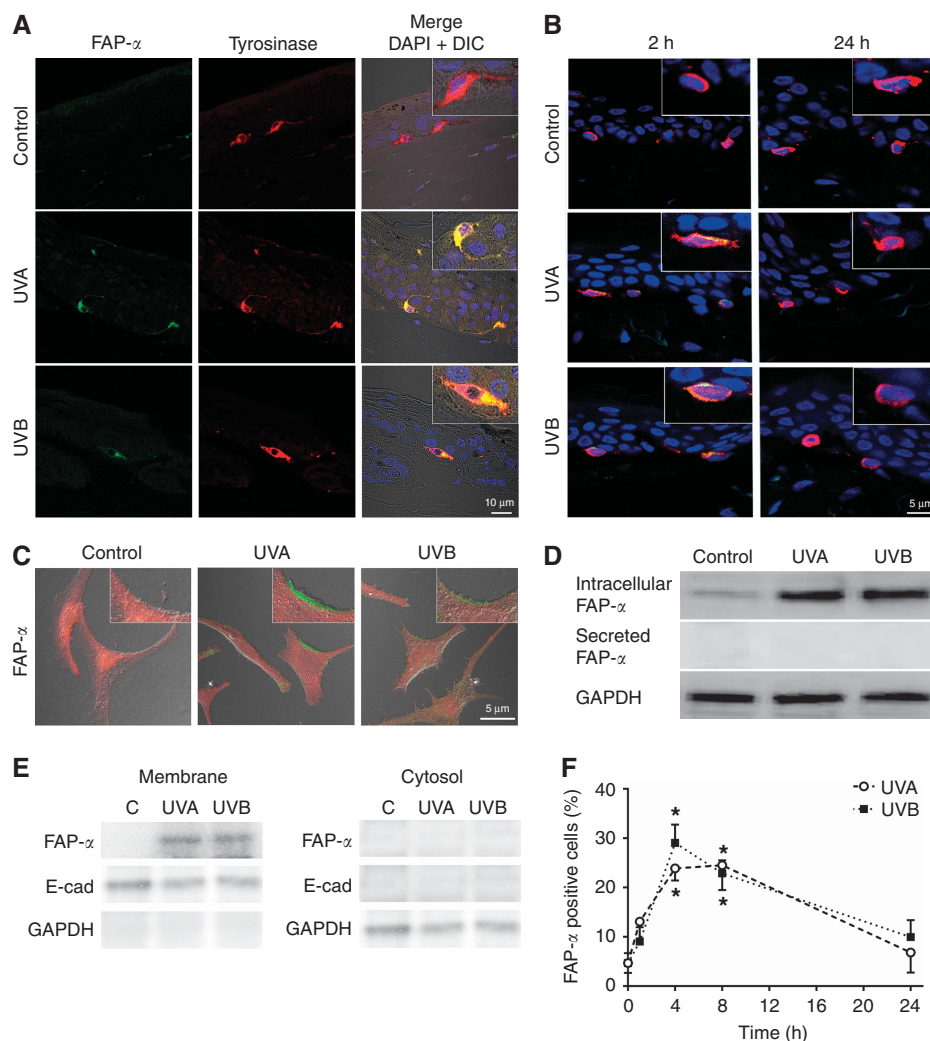 A
FAP-α
Tyrosinase
Merge
DAPI + DIC
Control
UVA
UVB
10 μm
B
2 h
24 h
Control
UVA
UVB
5 μm
C
Control
UVA
UVB
FAP-α
5 μm
D
Control
UVA
UVB
Intracellular
FAP-α
Secreted
FAP-α
GAPDH
E
Membrane
C
UVA
UVB
FAP-α
E-cad
GAPDH
Cytosol
C
UVA
UVB
FAP-α
E-cad
GAPDH
F
UVA
UVB
FAP-α positive cells (%)
40
30
20
10
0
* *
* *
0 4 8 12 16 20 24
Time (h)